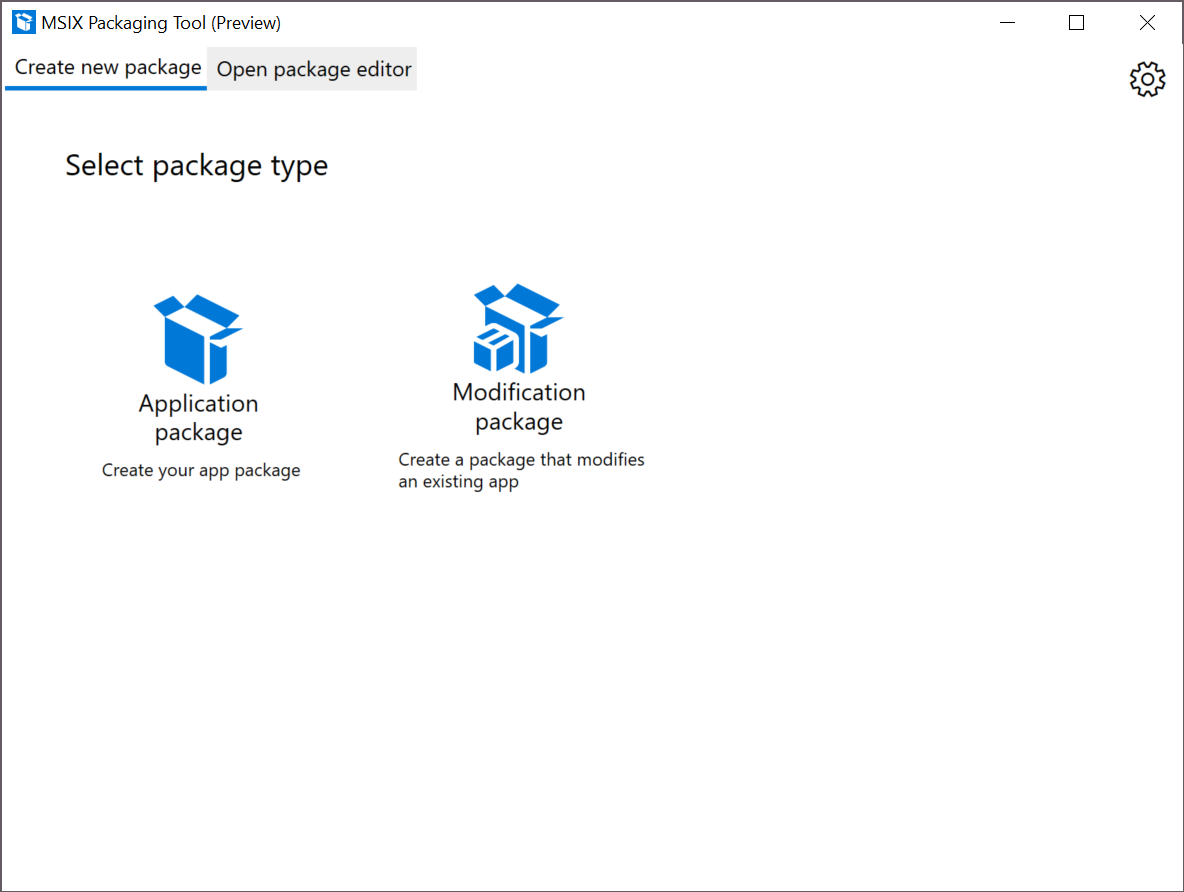 MSIX Packaging Tool (Preview)
Create new package
Open package editor
Select package type
Application
package
Create your app package
Modification
package
Create a package that modifies
an existing app